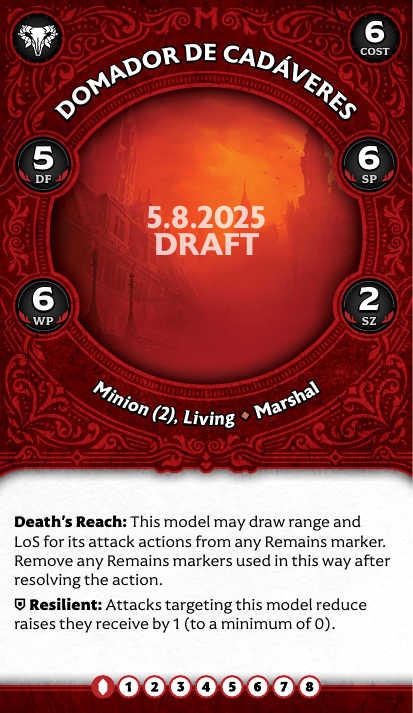 6
COST
DOMADOR DE CADÁVERES
5
DF
6
SP
5.8.2025
DRAFT
6
WP
2
SZ
Minion (2), Living ◆ Marshal
Death's Reach: This model may draw range and
LoS for its attack actions from any Remains marker.
Remove any Remains markers used in this way after
resolving the action.
Resilient: Attacks targeting this model reduce
raises they receive by 1 (to a minimum of 0).
1 2 3 4 5 6 7 8